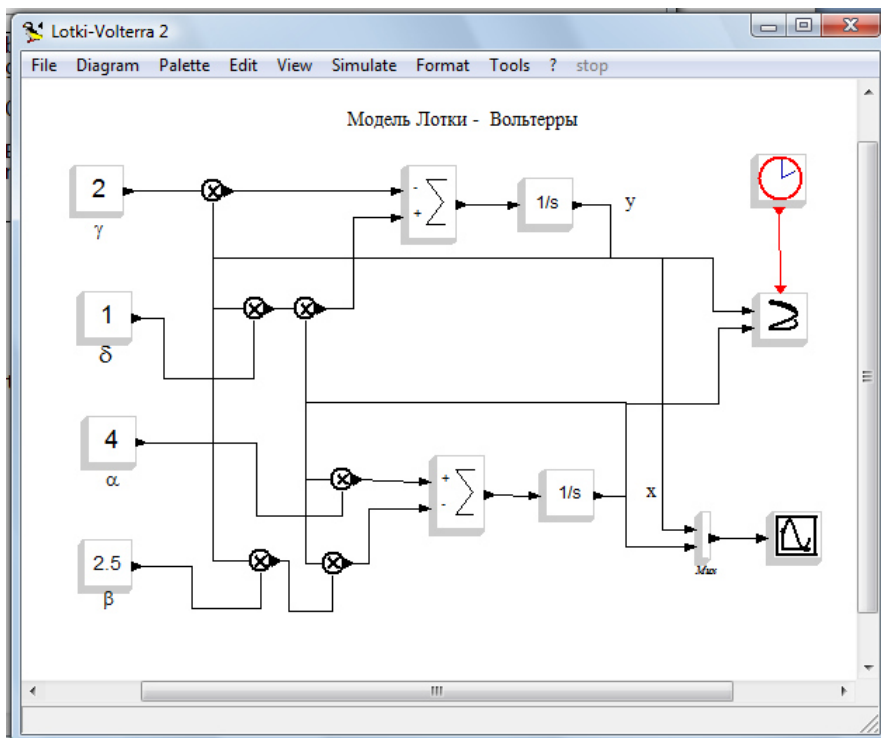 Lotki-Volterra 2
File Diagram Palette Edit View Simulate Format Tools ? stop
Модель Лотки - Вольтерры
2
γ
-
+
Σ
1/s
y
1
δ
4
α
+
-
Σ
1/s
x
2.5
β
Mux